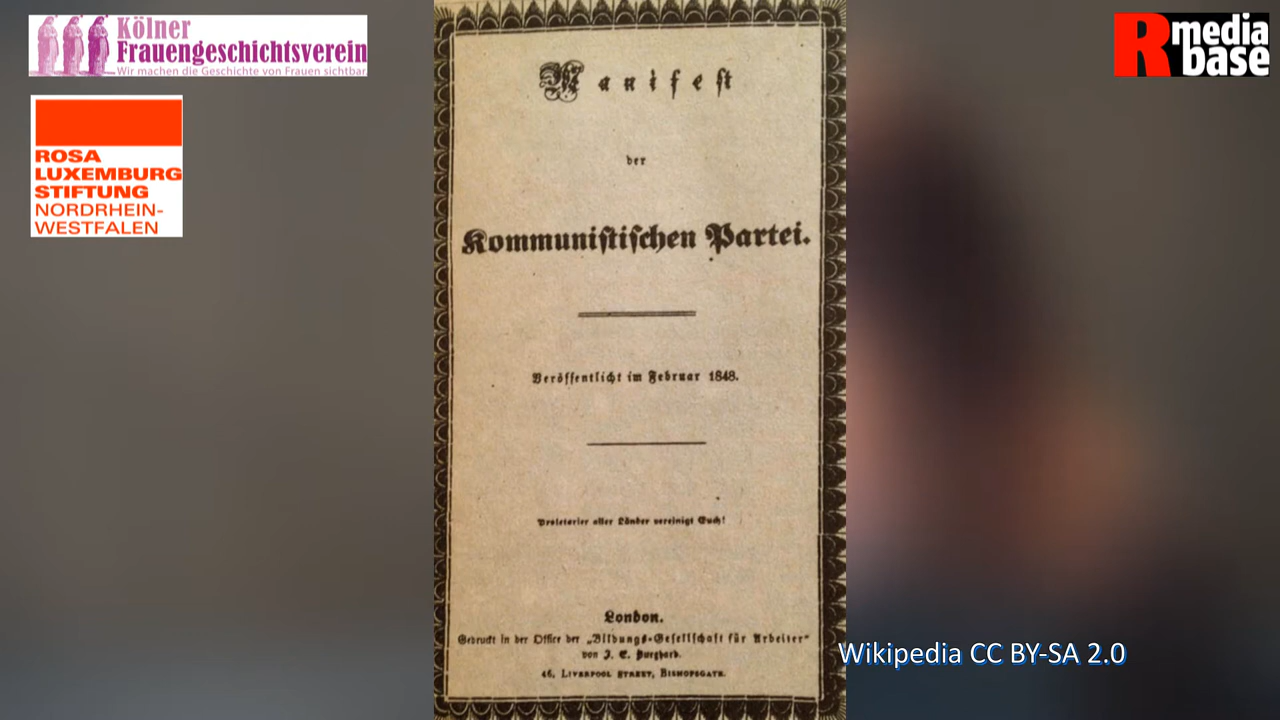 Kölner
Frauengeschichtsverein
Wir machen die Geschichte von Frauen sichtbar
ROSA
LUXEMBURG
STIFTUNG
NORDRHEIN-
WESTFALEN
R media
base
Manifest
der
Kommunistischen Partei.
Veröffentlicht im Februar 1848.
Proletarier aller Länder vereinigt Euch!
London.
Gedruckt in der Office der „Bildungs-Gesellschaft für Arbeiter“
von J. E. Burghard.
46, LIVERPOOL STREET, BISHOPSGATE.
Wikipedia CC BY-SA 2.0